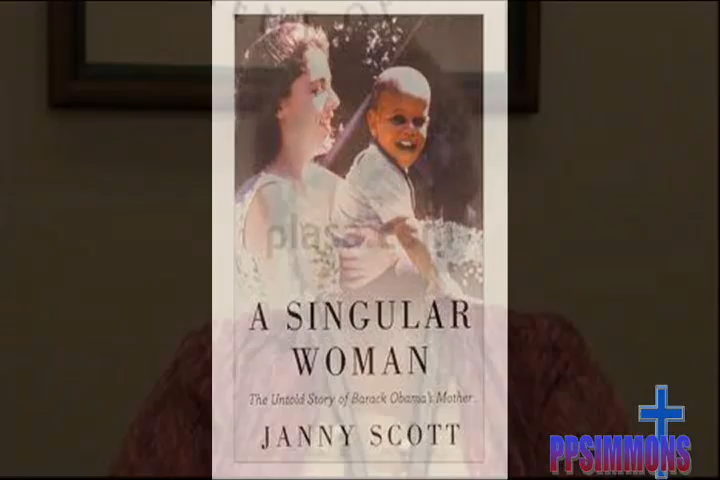 A SINGULAR
WOMAN
The Untold Story of Barack Obama's Mother
JANNY SCOTT
PPSIMMONS